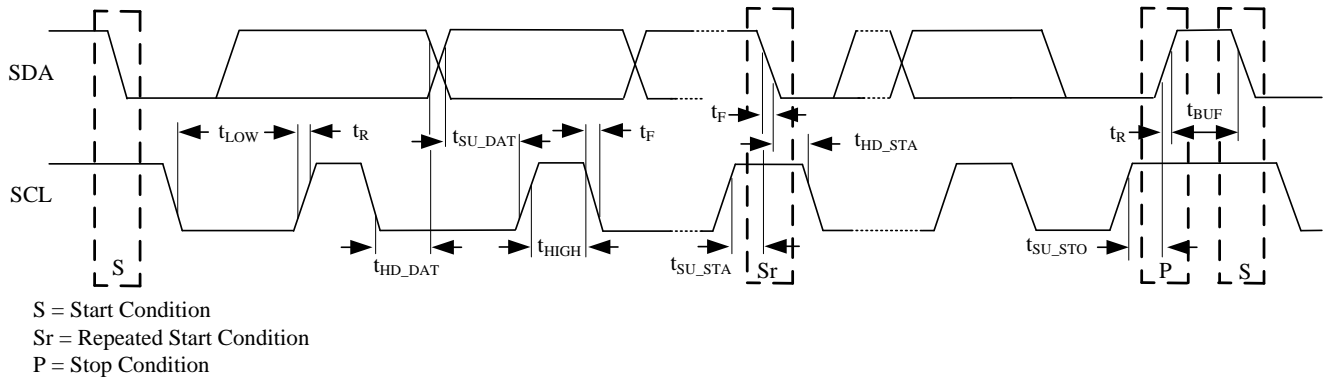 SDA
t_F
t_BUF
t_LOW
t_R
t_SU_DAT
t_F
t_HD_STA
t_R
SCL
t_HD_DAT
t_HIGH
t_SU_STA
t_SU_STO
S
Sr
P
S
S = Start Condition
Sr = Repeated Start Condition
P = Stop Condition